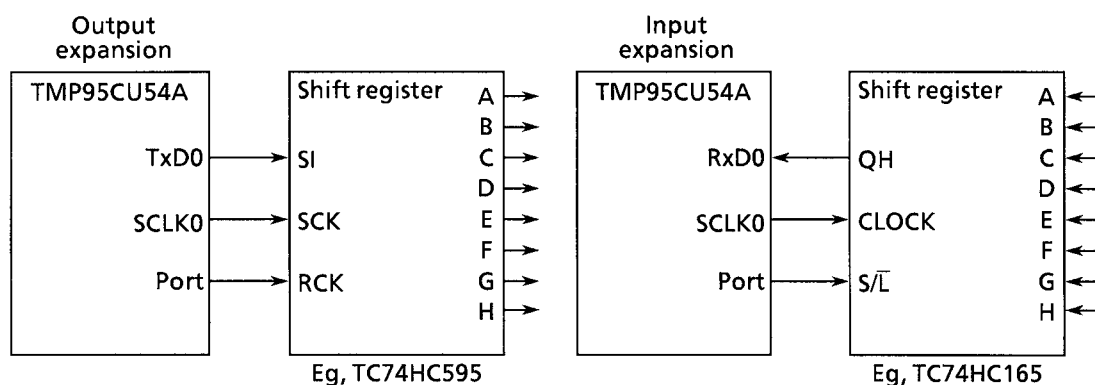 Output
expansion
TMP95CU54A
TxD0
SCLK0
Port
Shift register
SI
SCK
RCK
A
B
C
D
E
F
G
H
Eg, TC74HC595
Input
expansion
TMP95CU54A
RxD0
SCLK0
Port
Shift register
QH
CLOCK
S/L̅
A
B
C
D
E
F
G
H
Eg, TC74HC165